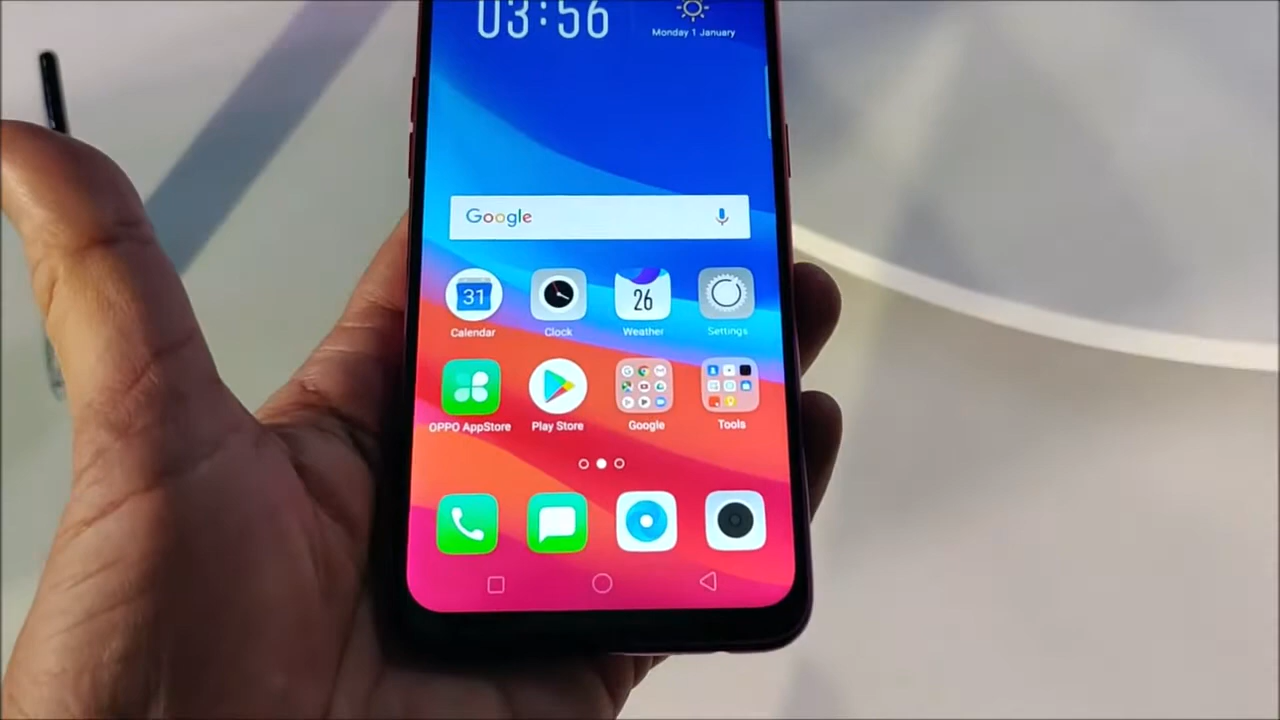 03:56
Monday 1 January
Google
31
26
Calendar
Clock
Weather
Settings
OPPO AppStore
Play Store
Google
Tools